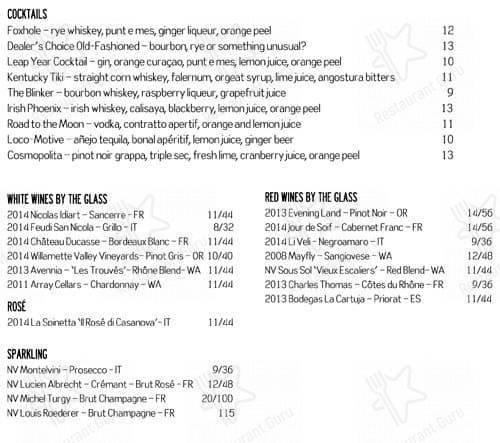 COCKTAILS
Foxhole – rye whiskey, punt e mes, ginger liqueur, orange peel 12
Dealer's Choice Old-Fashioned – bourbon, rye or something unusual? 13
Leap Year Cocktail – gin, orange curaçao, punt e mes, lemon juice, orange peel 10
Kentucky Tiki – straight corn whiskey, falernum, orgeat syrup, lime juice, angostura bitters 11
The Blinker – bourbon whiskey, raspberry liqueur, grapefruit juice 9
Irish Phoenix – irish whiskey, calisaya, blackberry, lemon juice, orange peel 13
Road to the Moon – vodka, contratto apertif, orange and lemon juice 11
Loco-Motive – añejo tequila, bonal apéritif, lemon juice, ginger beer 10
Cosmopolita – pinot noir grappa, triple sec, fresh lime, cranberry juice, orange peel 13
WHITE WINES BY THE GLASS
2014 Nicolas Idiart – Sancerre – FR 11/44
2014 Feudi San Nicola – Grillo – IT 8/32
2014 Château Ducasse – Bordeaux Blanc – FR 11/44
2014 Willamette Valley Vineyards- Pinot Gris – OR 10/40
2013 Avennia – 'Les Trouvés'– Rhône Blend– WA 11/44
2011 Array Cellars – Chardonnay – WA 11/44
ROSÉ
2014 La Spinetta 'Il Rosé di Casanova'– IT 11/44
SPARKLING
NV Montelvini – Prosecco – IT 9/36
NV Lucien Albrecht – Crémant – Brut Rosé – FR 12/48
NV Michel Turgy – Brut Champagne – FR 20/100
NV Louis Roederer – Brut Champagne – FR 115
RED WINES BY THE GLASS
2013 Evening Land – Pinot Noir – OR 14/56
2014 Jour de Soif – Cabernet Franc – FR 14/56
2014 Li Veli – Negroamaro – IT 9/36
2008 Mayfly – Sangiovese – WA 12/48
NV Sous Sol 'Vieux Escaliers' – Red Blend– WA 11/44
2013 Charles Thomas – Côtes du Rhône – FR 9/36
2013 Bodegas La Cartuja – Priorat – ES 11/44
Restaurant Guru